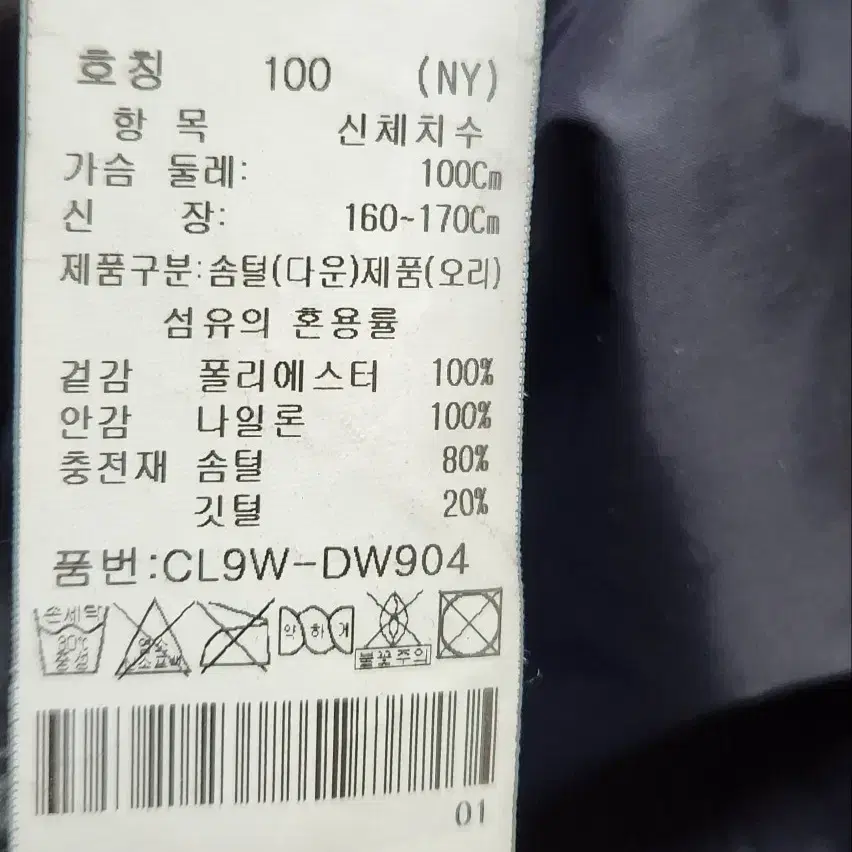 호칭 100 (NY)
항 목 신체치수
가슴 둘레: 100Cm
신 장: 160~170Cm
제품구분:솜털(다운)제품(오리)
섬유의 혼용률
겉감 폴리에스터 100%
안감 나일론 100%
충전재 솜털 80%
깃털 20%
품번:CL9W-DW904
손세탁 약하게
30℃
중성 불꽃주의
01